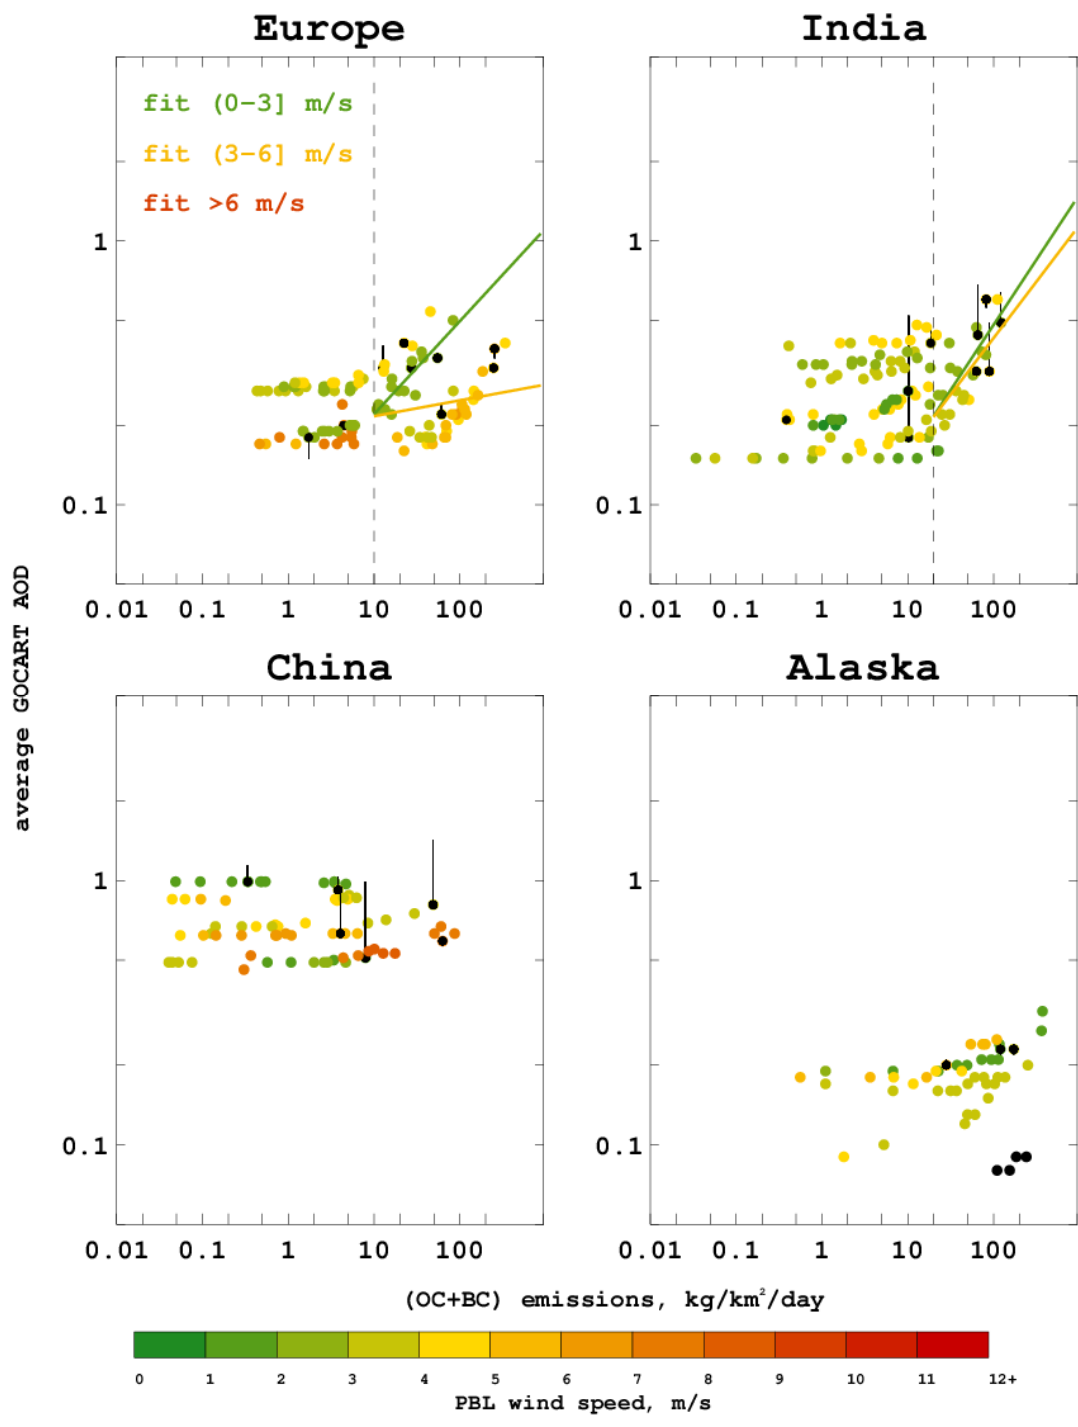 Europe
India
fit (0-3] m/s
fit (3-6] m/s
fit >6 m/s
1
1
0.1
0.1
0.01 0.1 1 10 100
0.01 0.1 1 10 100
average GOCART AOD
China
Alaska
1
1
0.1
0.1
0.01 0.1 1 10 100
0.01 0.1 1 10 100
(OC+BC) emissions, kg/km²/day
0 1 2 3 4 5 6 7 8 9 10 11 12+
PBL wind speed, m/s